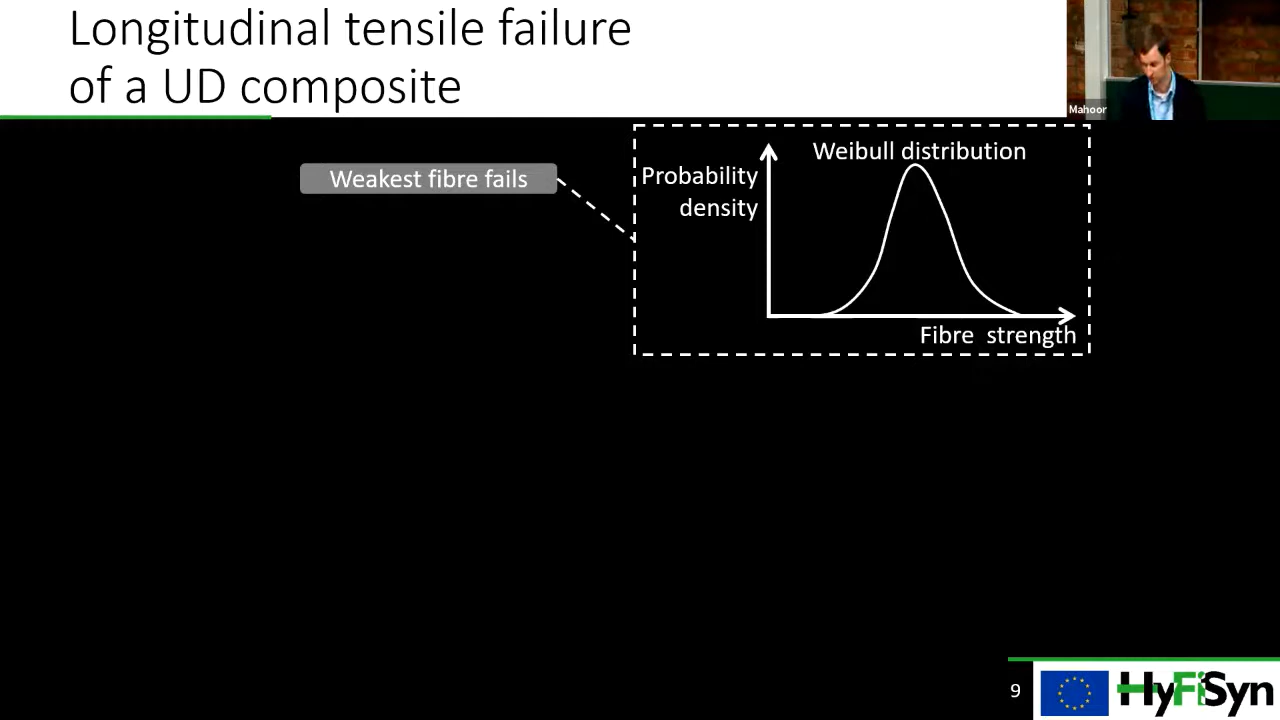 Longitudinal tensile failure
of a UD composite
Mahoor
Weakest fibre fails
Weibull distribution
Probability
density
Fibre strength
9
HyFiSyn